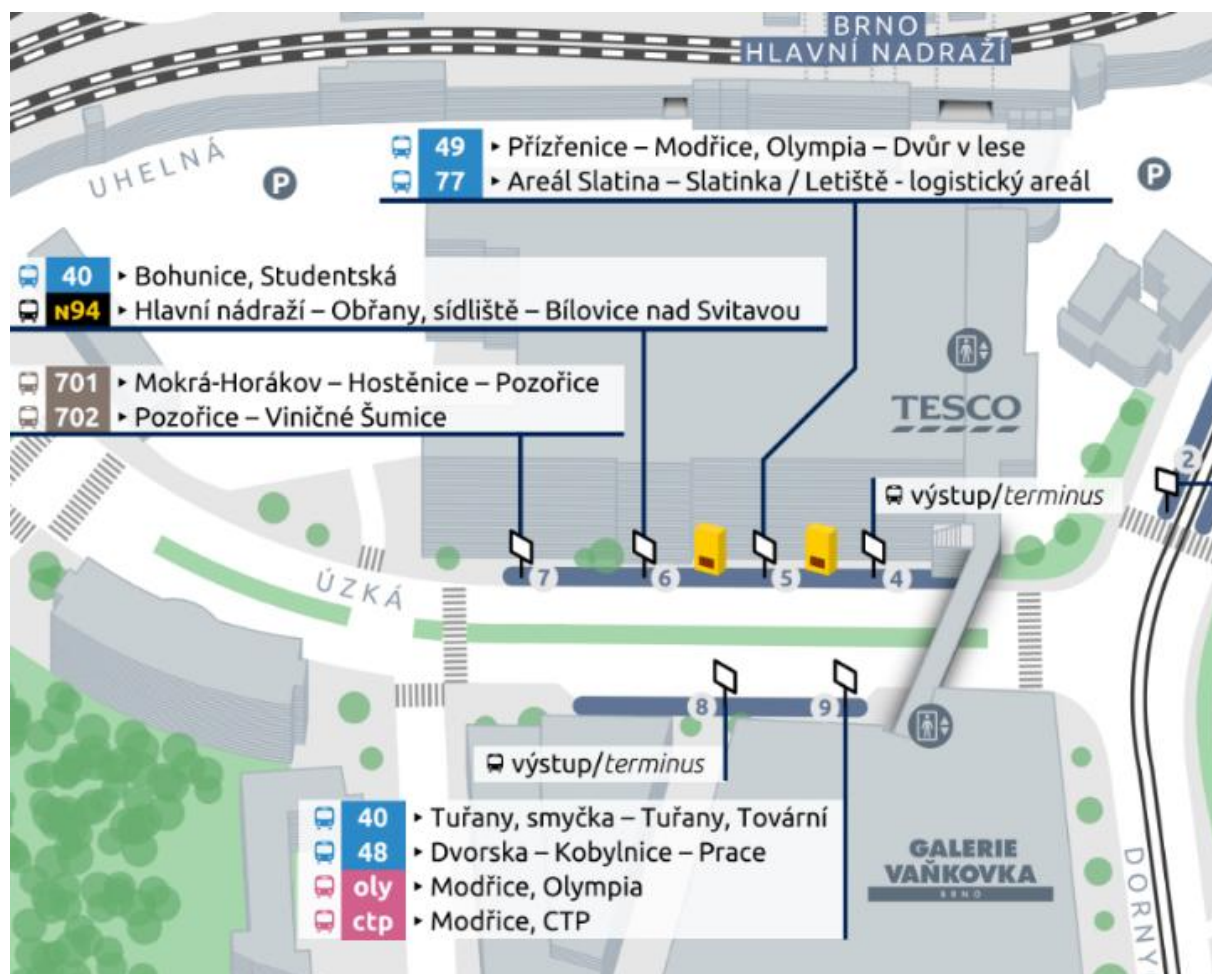 BRNO
HLAVNÍ NADRAŽÍ
UHELNÁ
P
49 ‣ Přízřenice – Modřice, Olympia – Dvůr v lese
77 ‣ Areál Slatina – Slatinka / Letiště - logistický areál
P
40 ‣ Bohunice, Studentská
N94 ‣ Hlavní nádraží – Obřany, sídliště – Bílovice nad Svitavou
701 ‣ Mokrá-Horákov – Hostěnice – Pozořice
702 ‣ Pozořice – Viničné Šumice
TESCO
2
výstup/terminus
7 6 5 4
ÚZKÁ
8 9
výstup/terminus
40 ‣ Tuřany, smyčka – Tuřany, Tovární
48 ‣ Dvorska – Kobylnice – Prace
oly ‣ Modřice, Olympia
ctp ‣ Modřice, CTP
GALERIE
VAŇKOVKA
BRNO
DORNY